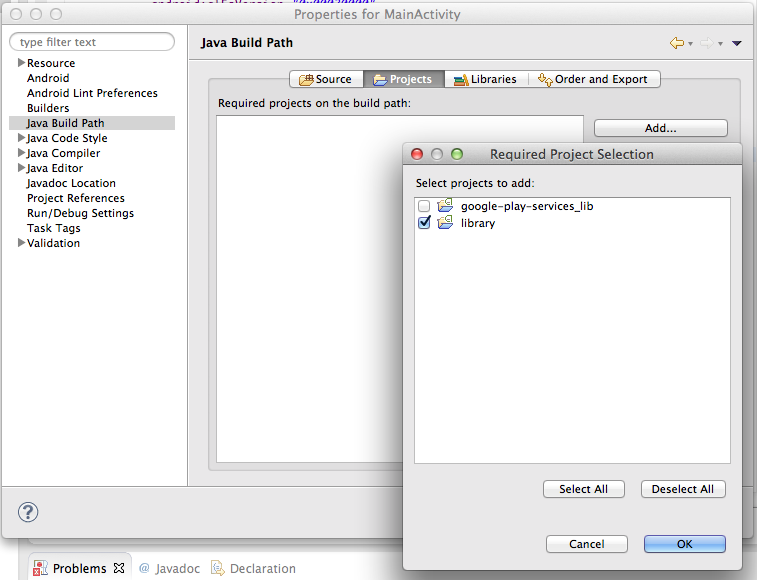 android:glEsVersion="0x00020000"
Properties for MainActivity
type filter text
Java Build Path
Resource
Android
Android Lint Preferences
Builders
Java Build Path
Java Code Style
Java Compiler
Java Editor
Javadoc Location
Project References
Run/Debug Settings
Task Tags
Validation
Source
Projects
Libraries
Order and Export
Required projects on the build path:
Add...
Required Project Selection
Select projects to add:
google-play-services_lib
library
Select All
Deselect All
Cancel
OK
?
Problems
@ Javadoc
Declaration